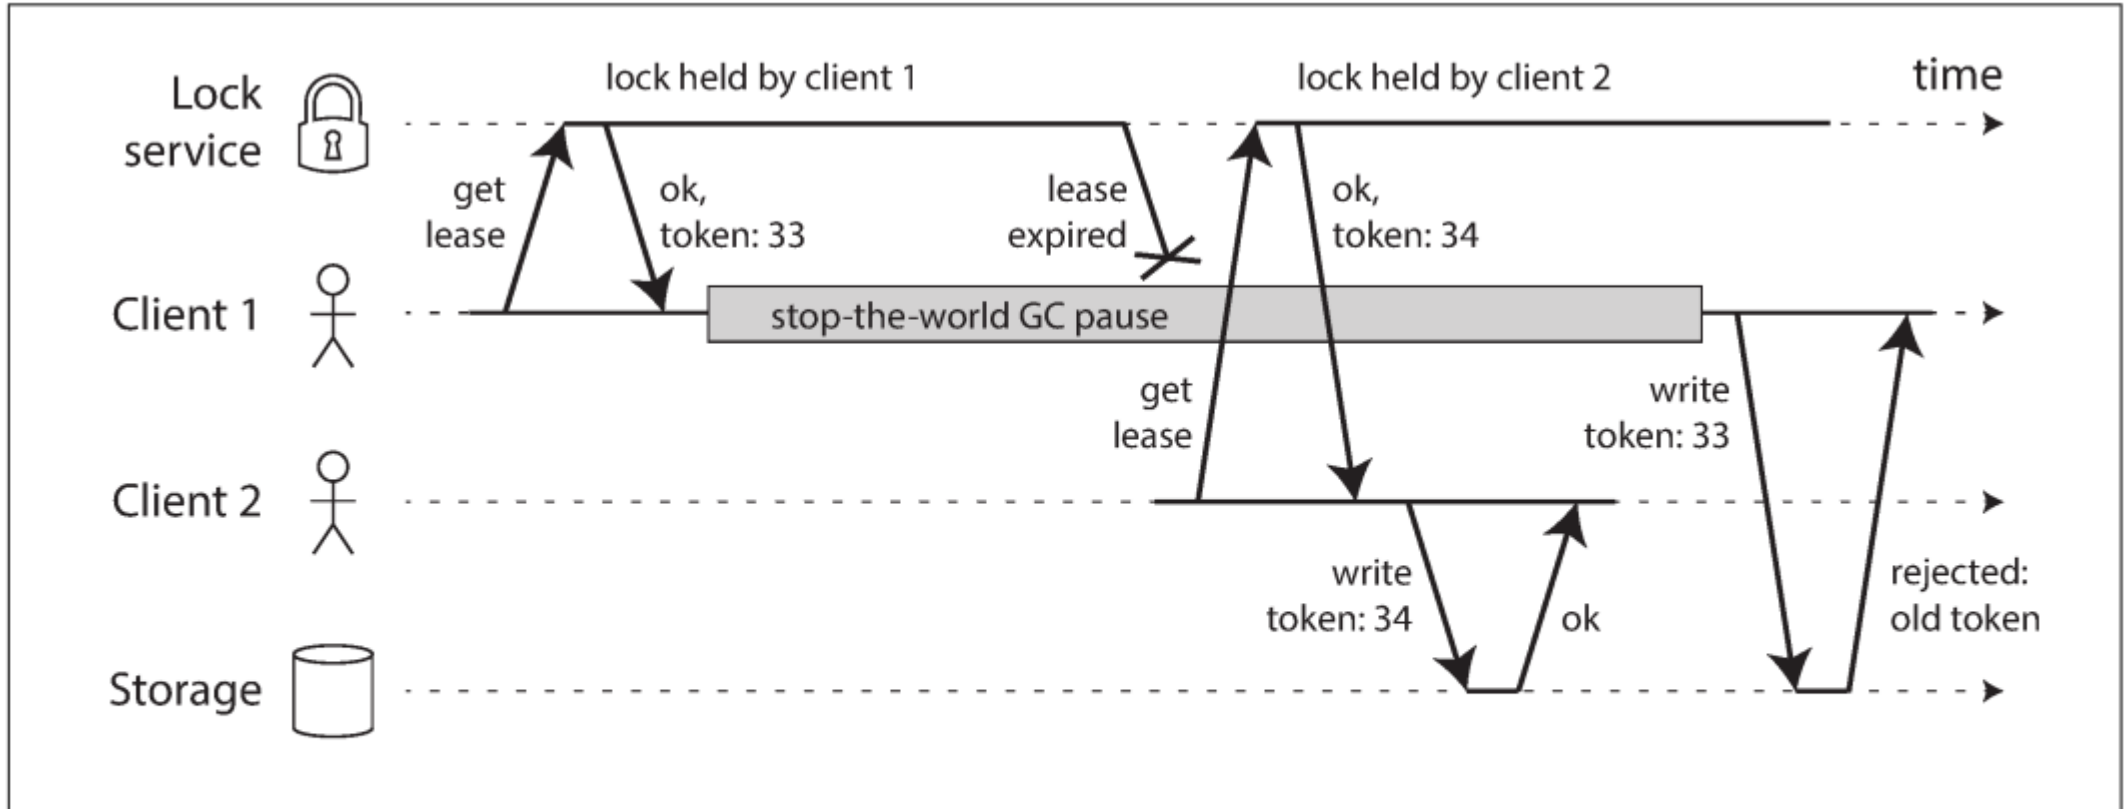 lock held by client 1
lock held by client 2
time
Lock
service
get
lease
ok,
token: 33
lease
expired
ok,
token: 34
Client 1
stop-the-world GC pause
get
lease
write
token: 33
Client 2
write
token: 34
ok
rejected:
old token
Storage